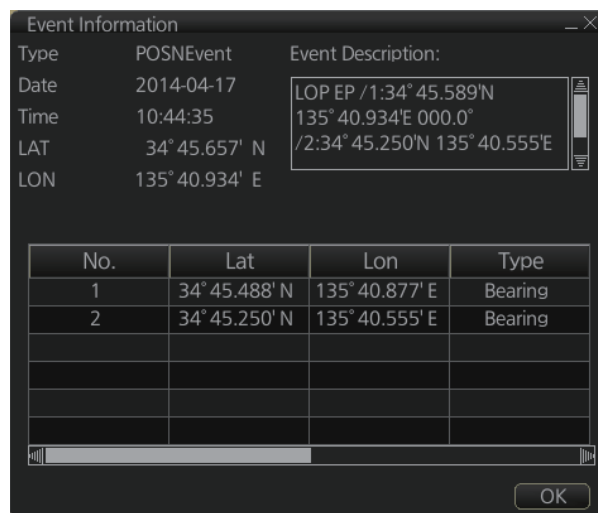 Event Information
Type POSNEvent
Date 2014-04-17
Time 10:44:35
LAT 34°45.657' N
LON 135°40.934' E
Event Description:
LOP EP /1:34°45.589'N
135°40.934'E 000.0°
/2:34°45.250'N 135°40.555'E
No. Lat Lon Type
1 34°45.488' N 135°40.877' E Bearing
2 34°45.250' N 135°40.555' E Bearing
OK